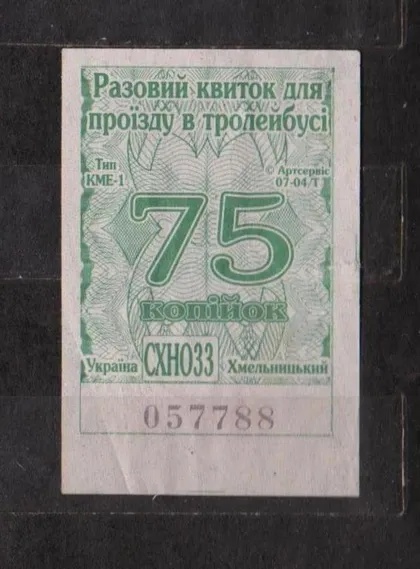 Разовий квиток для
проїзду в тролейбусі
Тип
КМЕ-1
© Артсервіс
07-04/Т
75
копійок
Україна СХН033 Хмельницький
057788